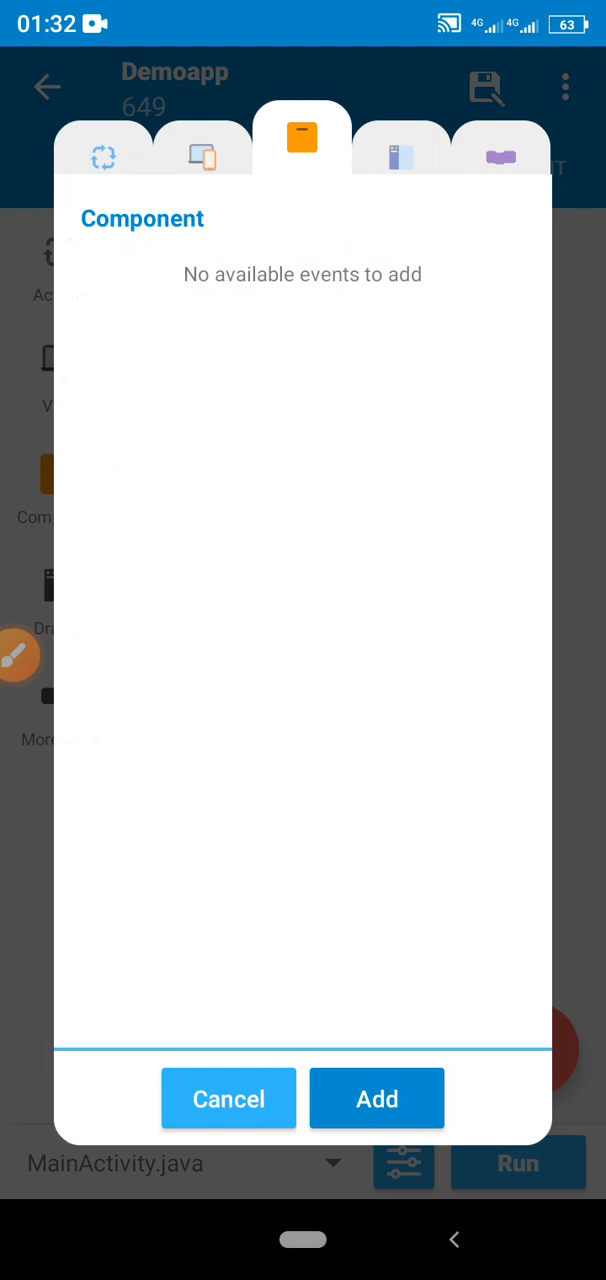 01:32
4G
4G
63
Demoapp
649
Component
No available events to add
Cancel
Add
MainActivity.java
Run